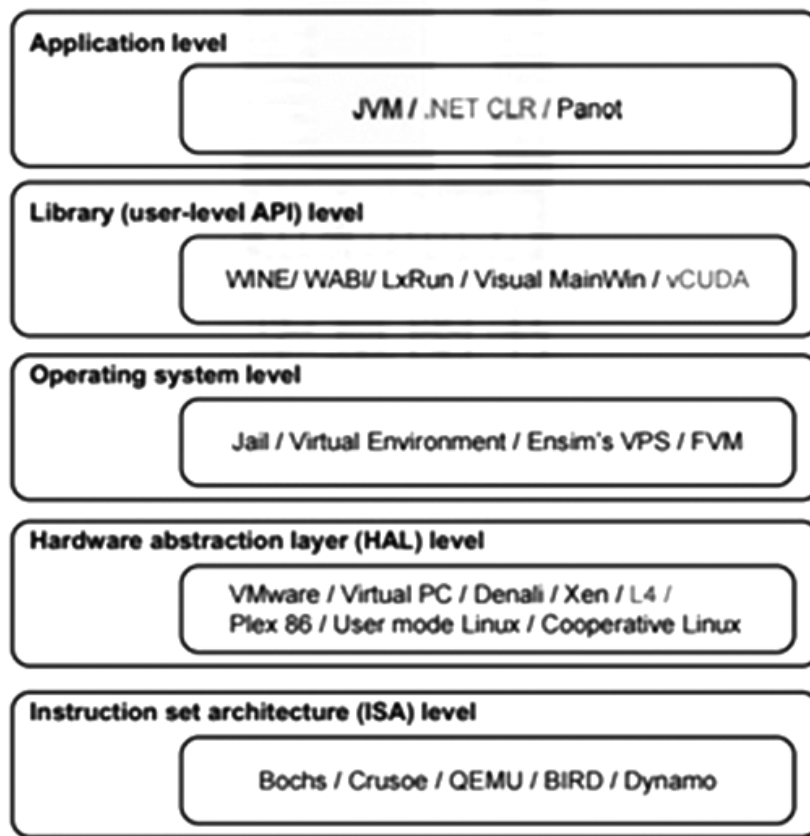 Application level
JVM / .NET CLR / Panot
Library (user-level API) level
WINE/ WABI/ LxRun / Visual MainWin / vCUDA
Operating system level
Jail / Virtual Environment / Ensim's VPS / FVM
Hardware abstraction layer (HAL) level
VMware / Virtual PC / Denali / Xen / L4 /
Plex 86 / User mode Linux / Cooperative Linux
Instruction set architecture (ISA) level
Bochs / Crusoe / QEMU / BIRD / Dynamo